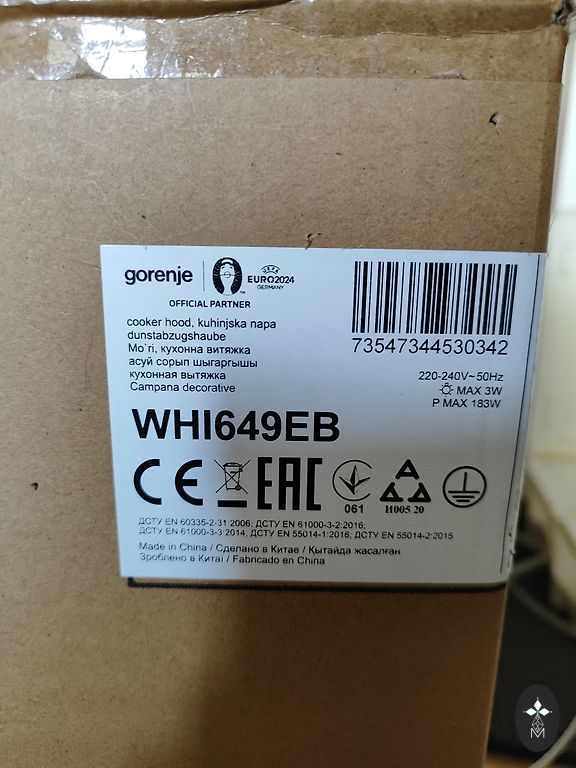 gorenje
UEFA
EURO2024
GERMANY
OFFICIAL PARTNER
cooker hood, kuhinjska napa
dunstabzugshaube
Mo`ri, кухонна витяжка
асүй сорып шығарғышы
кухонная вытяжка
Campana decorative
73547344530342
220-240V~50Hz
MAX 3W
P MAX 183W
WHI649EB
CE EAC
061
И005 20
ДСТУ EN 60335-2-31:2006; ДСТУ EN 61000-3-2:2016;
ДСТУ EN 61000-3-3:2014; ДСТУ EN 55014-1:2016; ДСТУ EN 55014-2:2015
Made in China / Сделано в Китае / Қытайда жасалған
Зроблено в Китаї / Fabricado en China
M